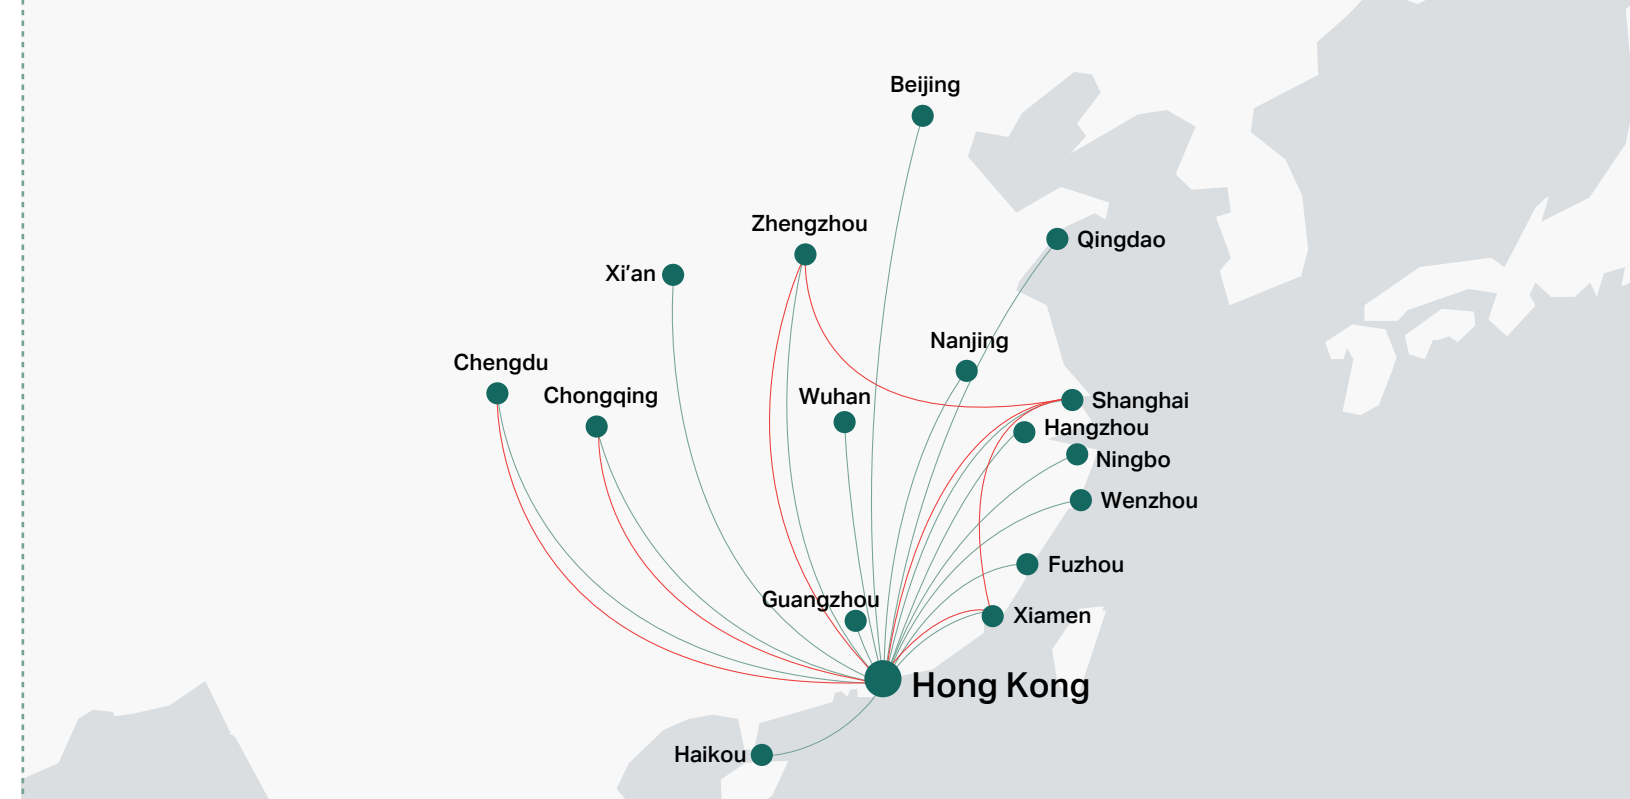 Beijing
Zhengzhou
Qingdao
Xi’an
Nanjing
Chengdu
Chongqing
Wuhan
Shanghai
Hangzhou
Ningbo
Wenzhou
Fuzhou
Guangzhou
Xiamen
Hong Kong
Haikou